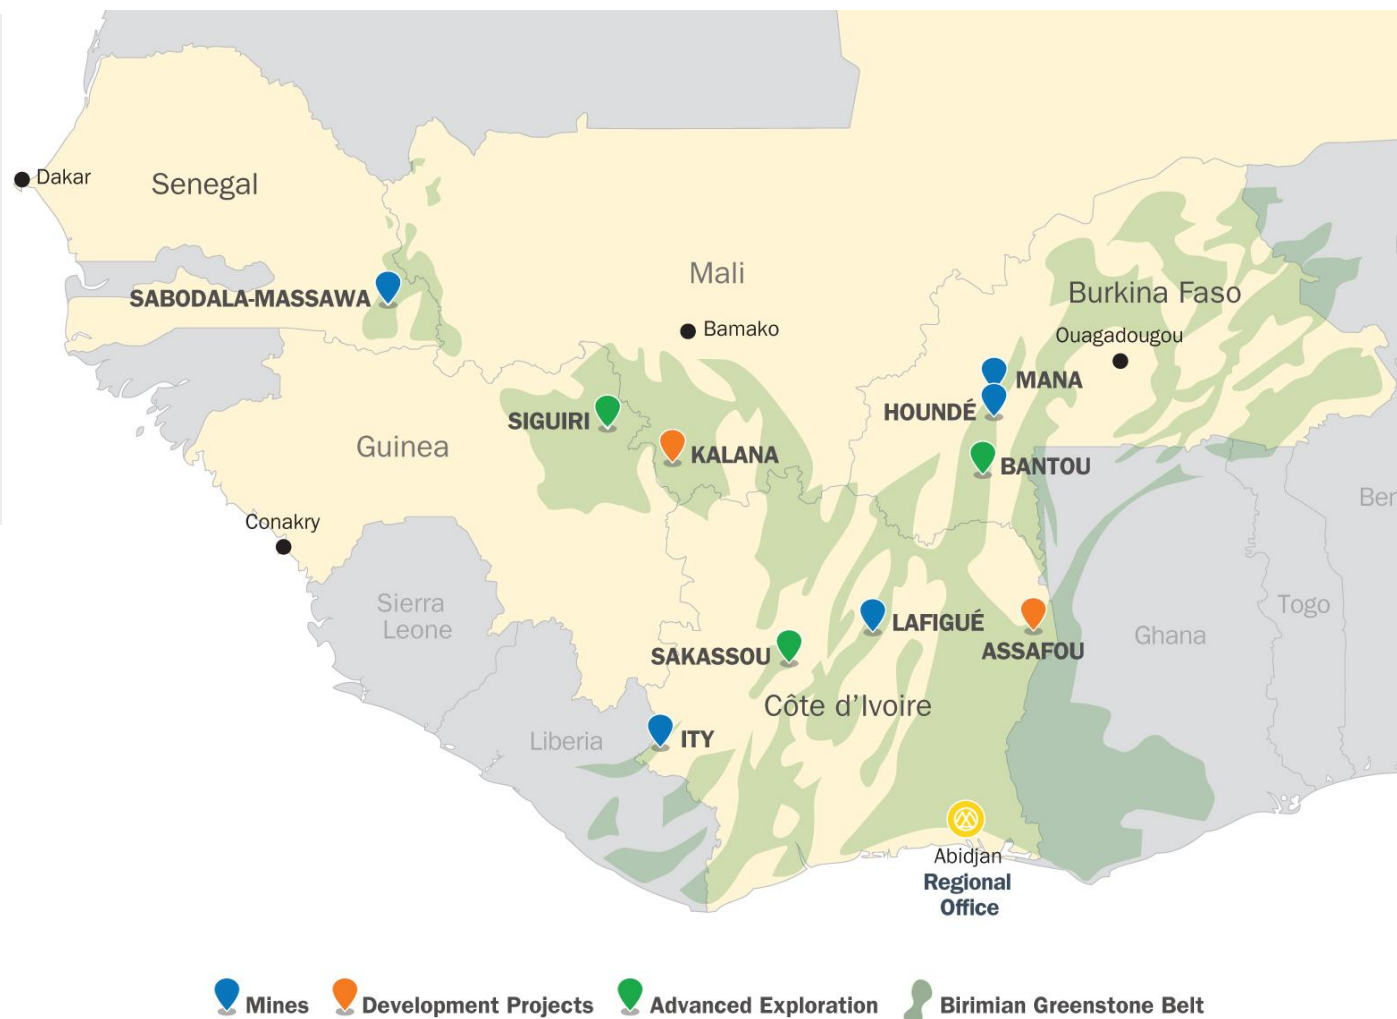 Dakar
Senegal
SABODALA-MASSAWA
Mali
Bamako
Burkina Faso
Ouagadougou
MANA
HOUNDÉ
SIGUIRI
KALANA
BANTOU
Guinea
Conakry
Ber
Sierra
Leone
Togo
LAFIGUÉ
Ghana
ASSAFOU
SAKASSOU
Côte d'Ivoire
Liberia
ITY
Abidjan
Regional
Office
Mines
Development Projects
Advanced Exploration
Birimian Greenstone Belt